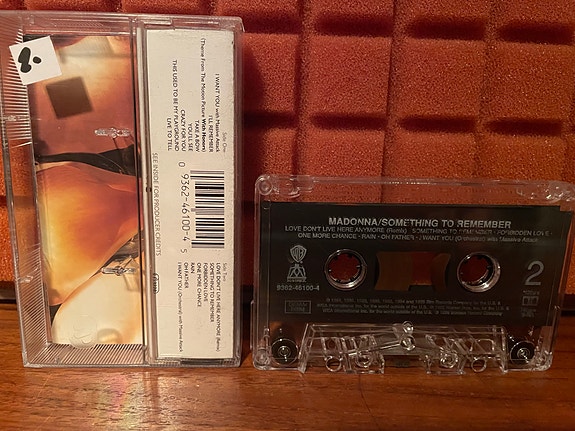 Side One
I WANT YOU with Massive Attack
I'LL REMEMBER
(Theme From The Motion Picture With Honors)
TAKE A BOW
YOU'LL SEE
CRAZY FOR YOU
THIS USED TO BE MY PLAYGROUND
LIVE TO TELL
SEE INSIDE FOR PRODUCER CREDITS
0 9362-46100-4 5
Side Two
LOVE DON'T LIVE HERE ANYMORE (Remix)
SOMETHING TO REMEMBER
FORBIDDEN LOVE
ONE MORE CHANCE
RAIN
OH FATHER
I WANT YOU (Orchestral) with Massive Attack
MADONNA/SOMETHING TO REMEMBER
LOVE DON'T LIVE HERE ANYMORE (Remix) · SOMETHING TO REMEMBER · FORBIDDEN LOVE ·
ONE MORE CHANCE · RAIN · OH FATHER · I WANT YOU (Orchestral) with Massive Attack
9362-46100-4
2